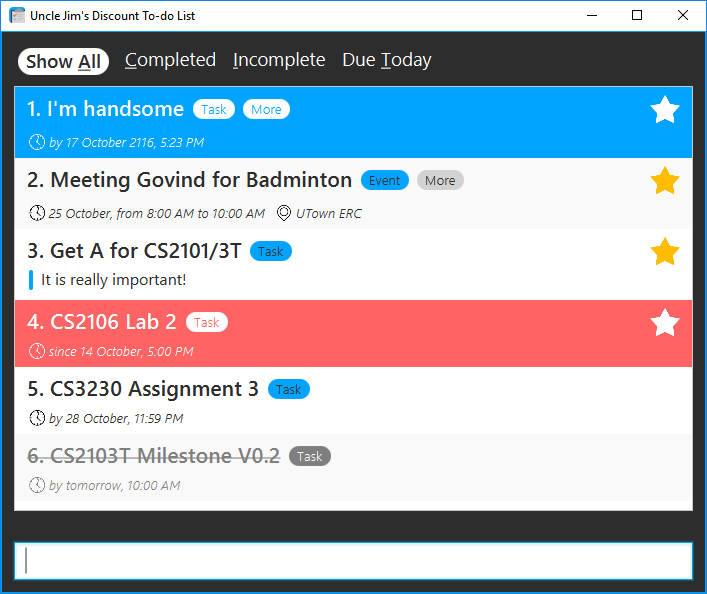 Uncle Jim's Discount To-do List
Show All Completed Incomplete Due Today
1. I'm handsome Task More
by 17 October 2116, 5:23 PM
2. Meeting Govind for Badminton Event More
25 October, from 8:00 AM to 10:00 AM UTown ERC
3. Get A for CS2101/3T Task
It is really important!
4. CS2106 Lab 2 Task
since 14 October, 5:00 PM
5. CS3230 Assignment 3 Task
by 28 October, 11:59 PM
6. CS2103T Milestone V0.2 Task
by tomorrow, 10:00 AM